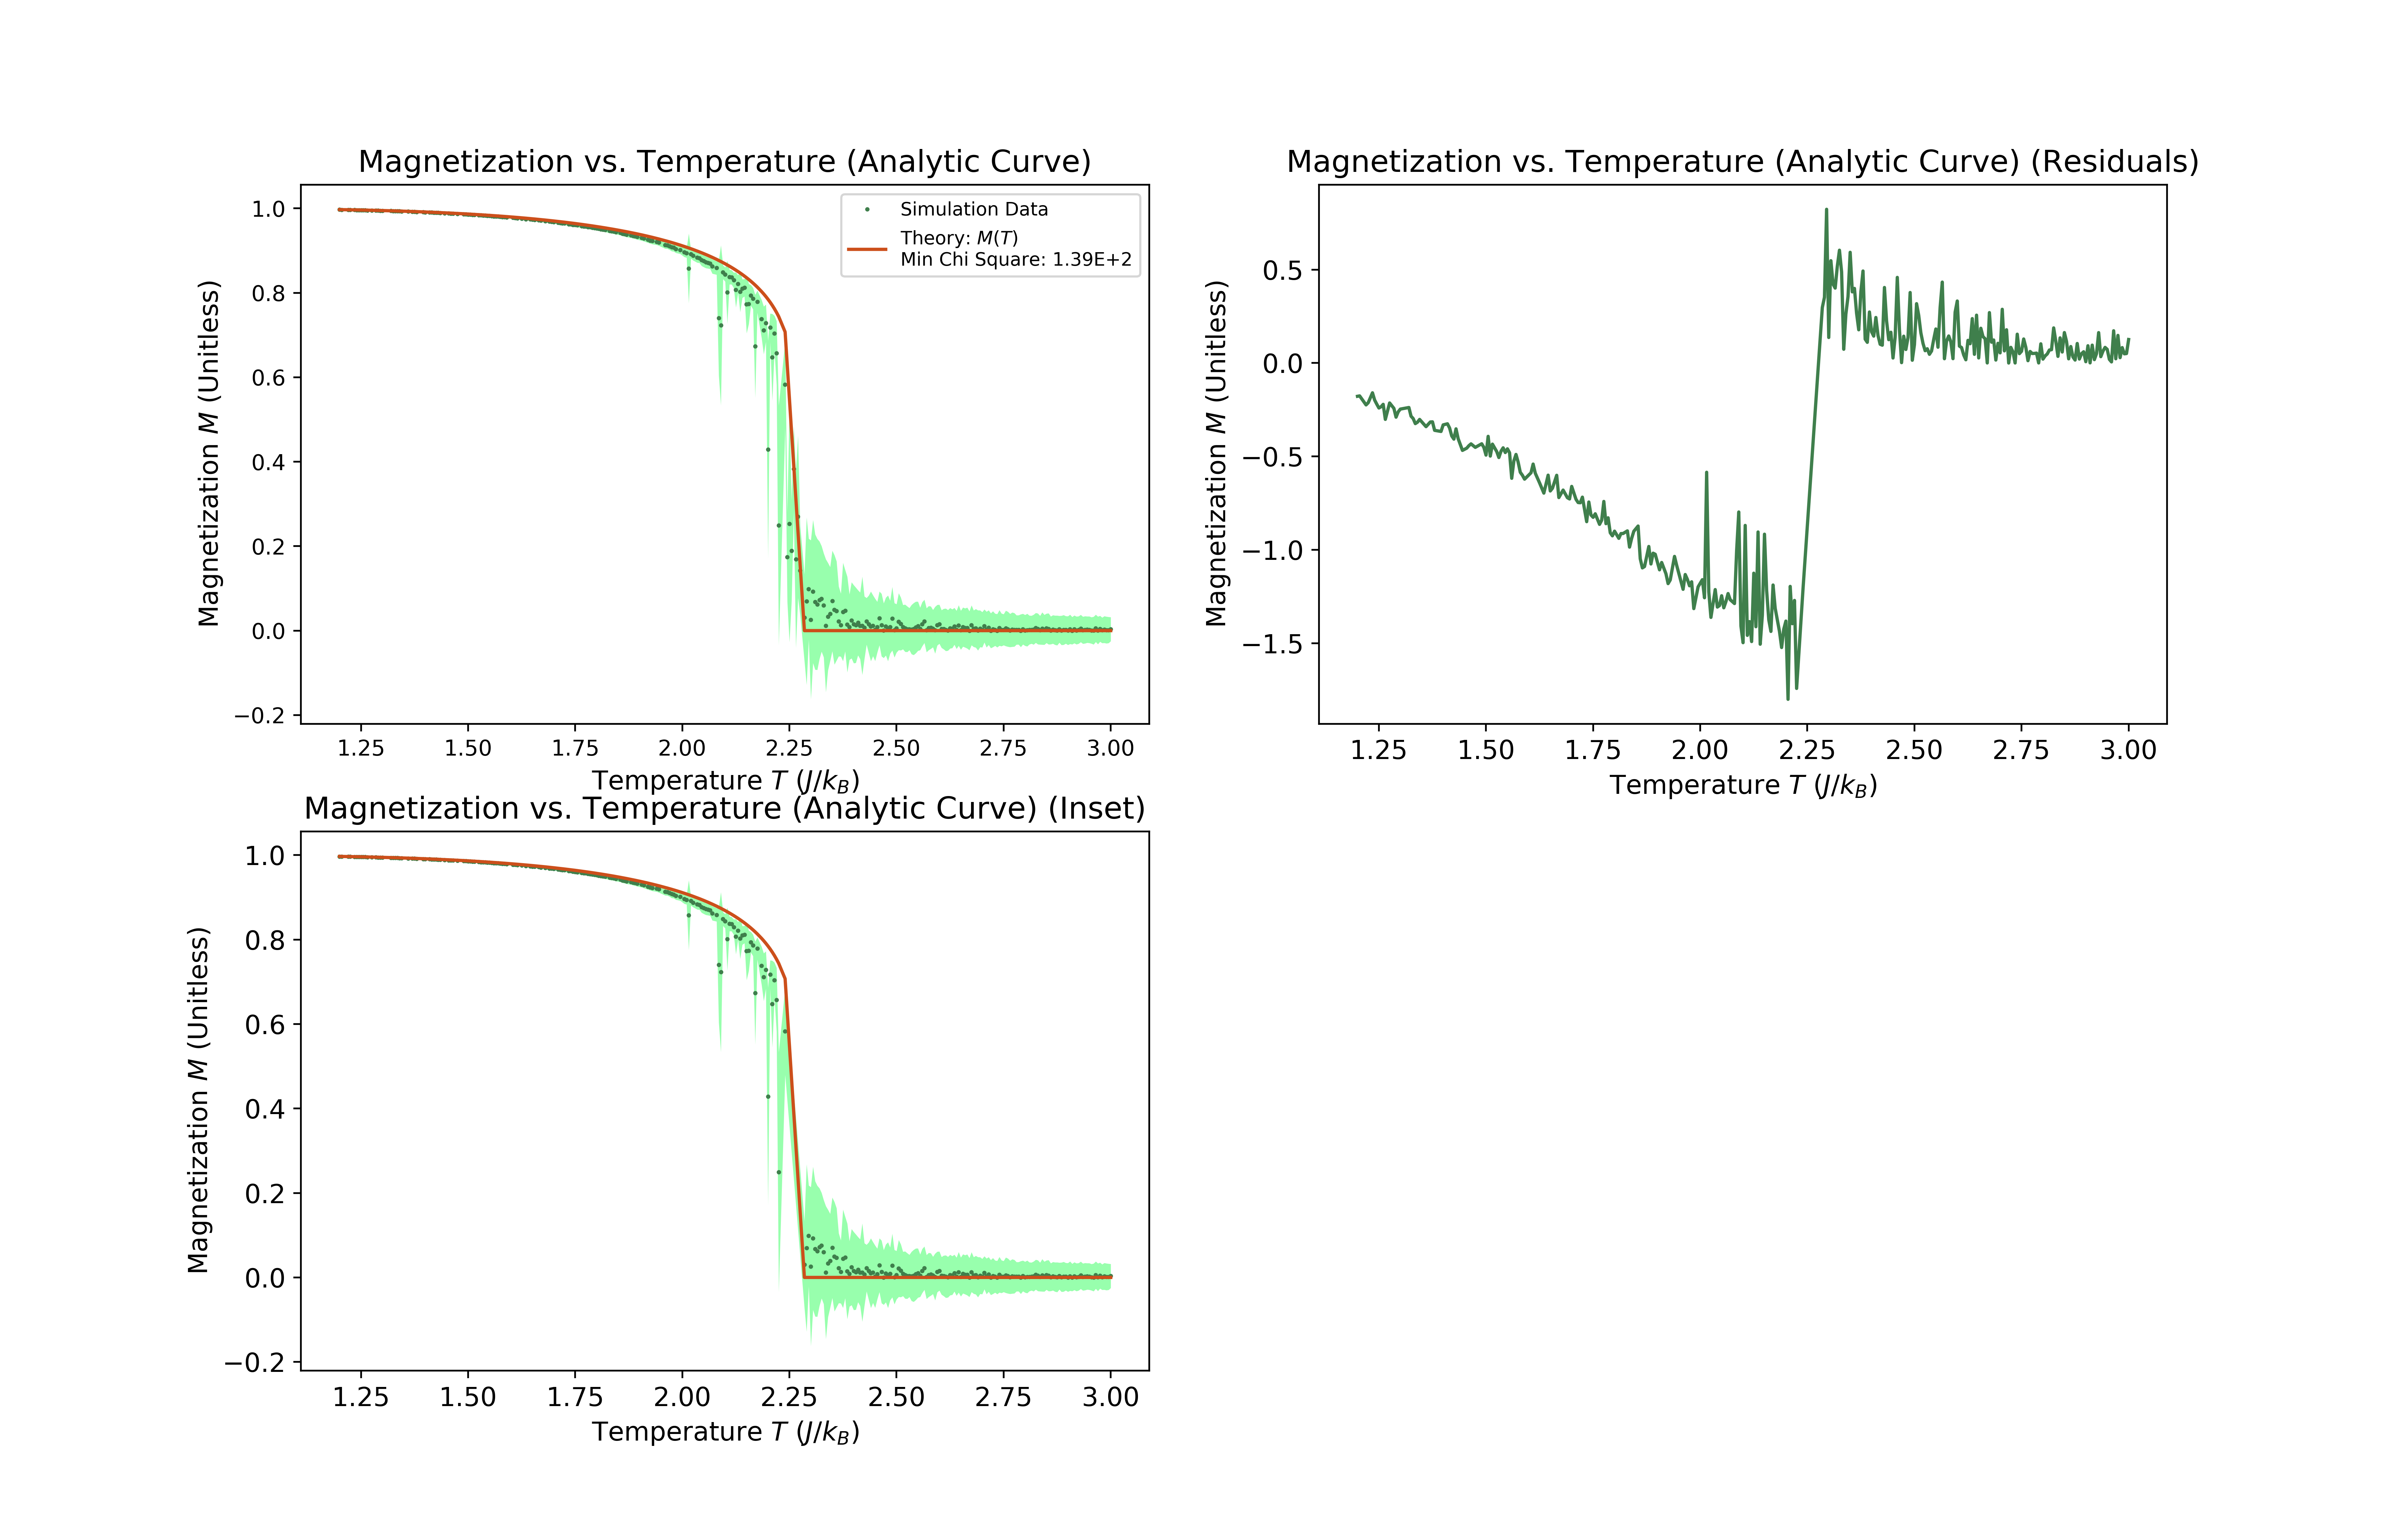 Magnetization vs. Temperature (Analytic Curve)
Magnetization M (Unitless)
1.0
0.8
0.6
0.4
0.2
0.0
−0.2
Simulation Data
Theory: M(T)
Min Chi Square: 1.39E+2
1.25 1.50 1.75 2.00 2.25 2.50 2.75 3.00
Temperature T (J/k_B)
Magnetization vs. Temperature (Analytic Curve) (Residuals)
Magnetization M (Unitless)
0.5
0.0
−0.5
−1.0
−1.5
1.25 1.50 1.75 2.00 2.25 2.50 2.75 3.00
Temperature T (J/k_B)
Magnetization vs. Temperature (Analytic Curve) (Inset)
Magnetization M (Unitless)
1.0
0.8
0.6
0.4
0.2
0.0
−0.2
1.25 1.50 1.75 2.00 2.25 2.50 2.75 3.00
Temperature T (J/k_B)